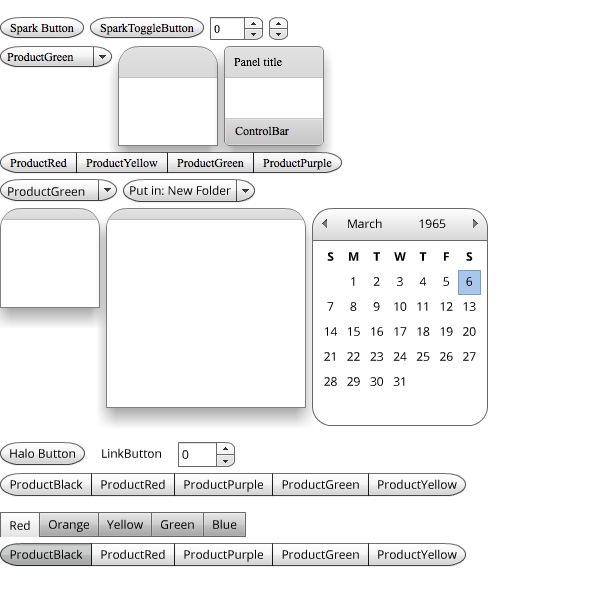 Spark Button SparkToggleButton 0
ProductGreen
Panel title
ControlBar
ProductRed ProductYellow ProductGreen ProductPurple
ProductGreen Put in: New Folder
March 1965
S M T W T F S
1 2 3 4 5 6
7 8 9 10 11 12 13
14 15 16 17 18 19 20
21 22 23 24 25 26 27
28 29 30 31
Halo Button LinkButton 0
ProductBlack ProductRed ProductPurple ProductGreen ProductYellow
Red Orange Yellow Green Blue
ProductBlack ProductRed ProductPurple ProductGreen ProductYellow